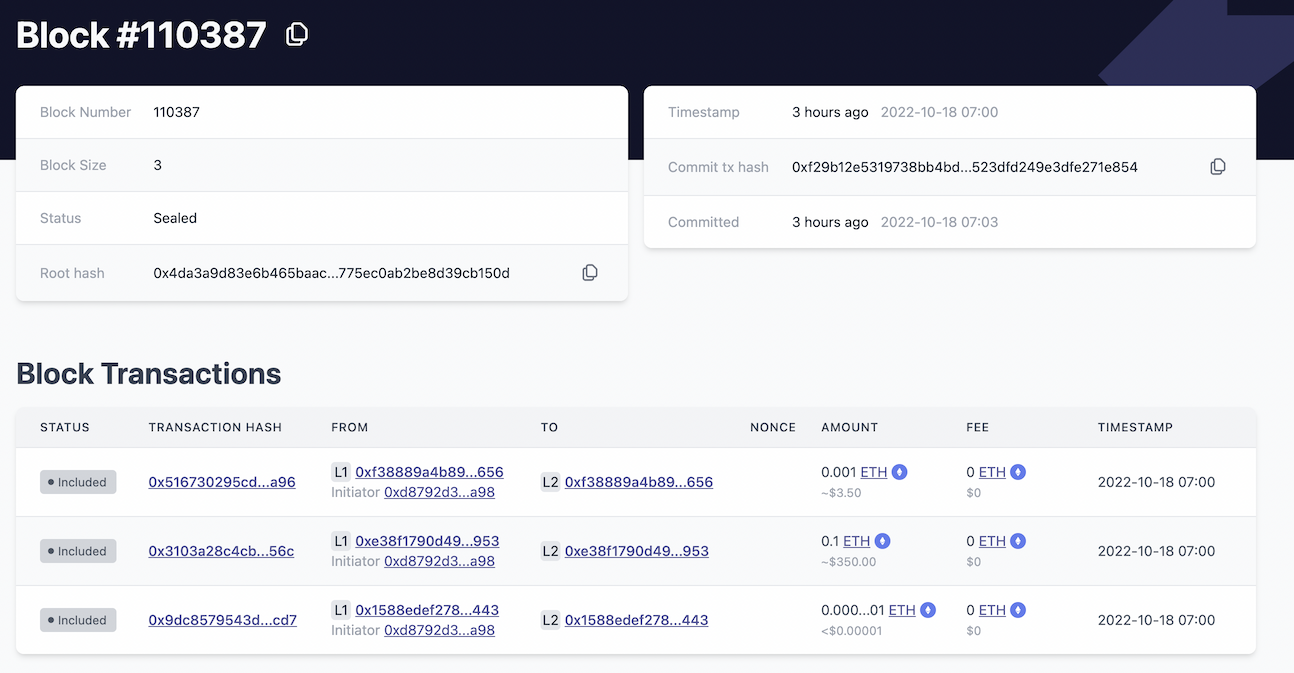 Block #110387
Block Number 110387
Block Size 3
Status Sealed
Root hash 0x4da3a9d83e6b465baac...775ec0ab2be8d39cb150d
Timestamp 3 hours ago 2022-10-18 07:00
Commit tx hash 0xf29b12e5319738bb4bd...523dfd249e3dfe271e854
Committed 3 hours ago 2022-10-18 07:03
Block Transactions
STATUS TRANSACTION HASH FROM TO NONCE AMOUNT FEE TIMESTAMP
Included 0x516730295cd...a96 L1 0xf38889a4b89...656 L2 0xf38889a4b89...656 0.001 ETH 0 ETH 2022-10-18 07:00
Initiator 0xd8792d3...a98 ~$3.50 $0
Included 0x3103a28c4cb...56c L1 0xe38f1790d49...953 L2 0xe38f1790d49...953 0.1 ETH 0 ETH 2022-10-18 07:00
Initiator 0xd8792d3...a98 ~$350.00 $0
Included 0x9dc8579543d...cd7 L1 0x1588edef278...443 L2 0x1588edef278...443 0.000...01 ETH 0 ETH 2022-10-18 07:00
Initiator 0xd8792d3...a98 <$0.00001 $0